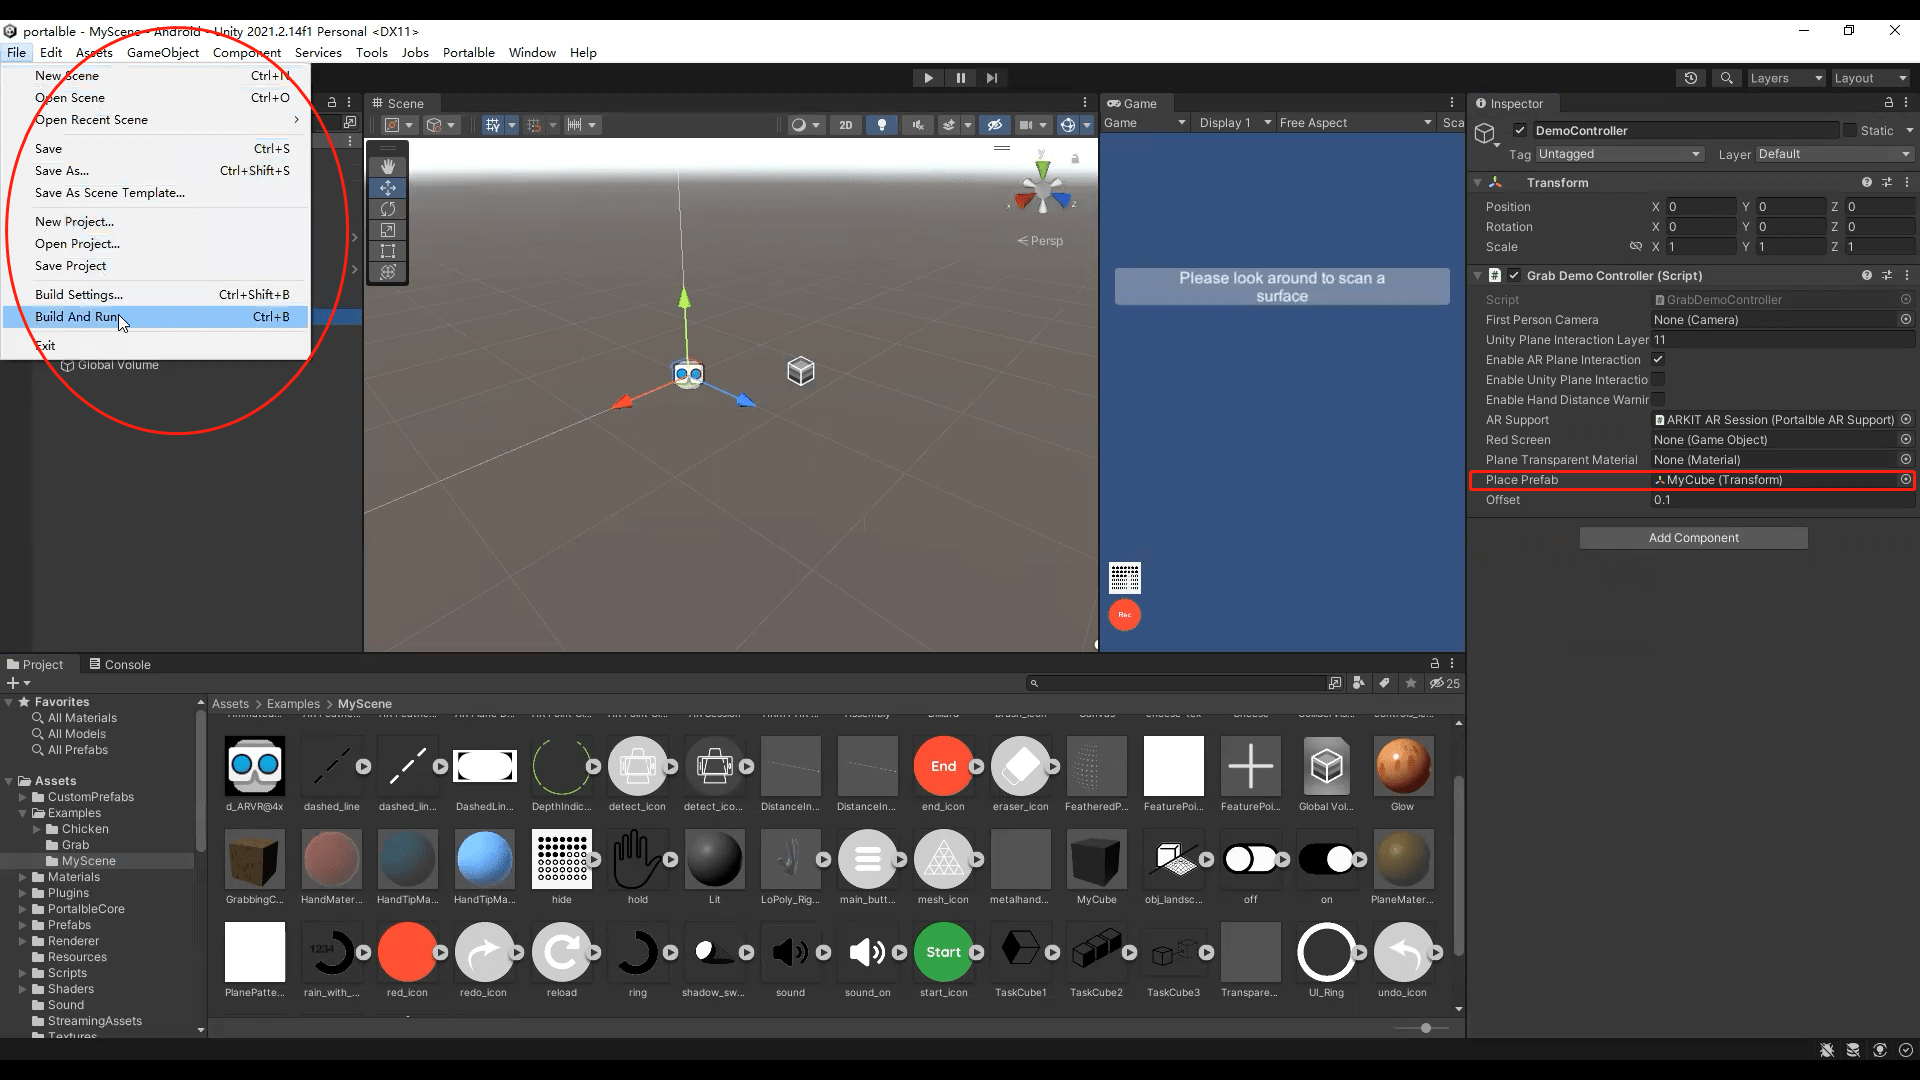 portalble - MyScene - Android - Unity 2021.2.14f1 Personal <DX11>
File Edit Assets GameObject Component Services Tools Jobs Portalble Window Help
New Scene Ctrl+N
Open Scene Ctrl+O
Open Recent Scene
Save Ctrl+S
Save As... Ctrl+Shift+S
Save As Scene Template...
New Project...
Open Project...
Save Project
Build Settings... Ctrl+Shift+B
Build And Run Ctrl+B
Exit
Global Volume
Layers
Layout
Scene
2D
y
x
z
Persp
Game
Game Display 1 Free Aspect Sca
Please look around to scan a
surface
Rec
Inspector
DemoController Static
Tag Untagged Layer Default
Transform
Position X 0 Y 0 Z 0
Rotation X 0 Y 0 Z 0
Scale X 1 Y 1 Z 1
# Grab Demo Controller (Script)
Script GrabDemoController
First Person Camera None (Camera)
Unity Plane Interaction Layer 11
Enable AR Plane Interaction
Enable Unity Plane Interactio
Enable Hand Distance Warnir
AR Support ARKIT AR Session (Portalble AR Support)
Red Screen None (Game Object)
Plane Transparent Material None (Material)
Place Prefab MyCube (Transform)
Offset 0.1
Add Component
Project Console
25
Favorites
All Materials
All Models
All Prefabs
Assets
CustomPrefabs
Examples
Chicken
Grab
MyScene
Materials
Plugins
PortalbleCore
Prefabs
Renderer
Resources
Scripts
Shaders
Sound
StreamingAssets
Textures
Assets > Examples > MyScene
End
d_ARVR@4x dashed_line dashed_lin... DashedLin... DepthIndic... detect_icon detect_ico... DistanceIn... DistanceIn... end_icon eraser_icon FeatheredP... FeaturePoi... FeaturePoi... Global Vol... Glow
GrabbingC... HandMater... HandTipMa... HandTipMa... hide hold Lit LoPoly_Rig... main_butt... mesh_icon metalhand... MyCube obj_landsc... off on PlaneMater...
1234
Start
PlanePatte... rain_with_... red_icon redo_icon reload ring shadow_sw... sound sound_on start_icon TaskCube1 TaskCube2 TaskCube3 Transpare... UI_Ring undo_icon